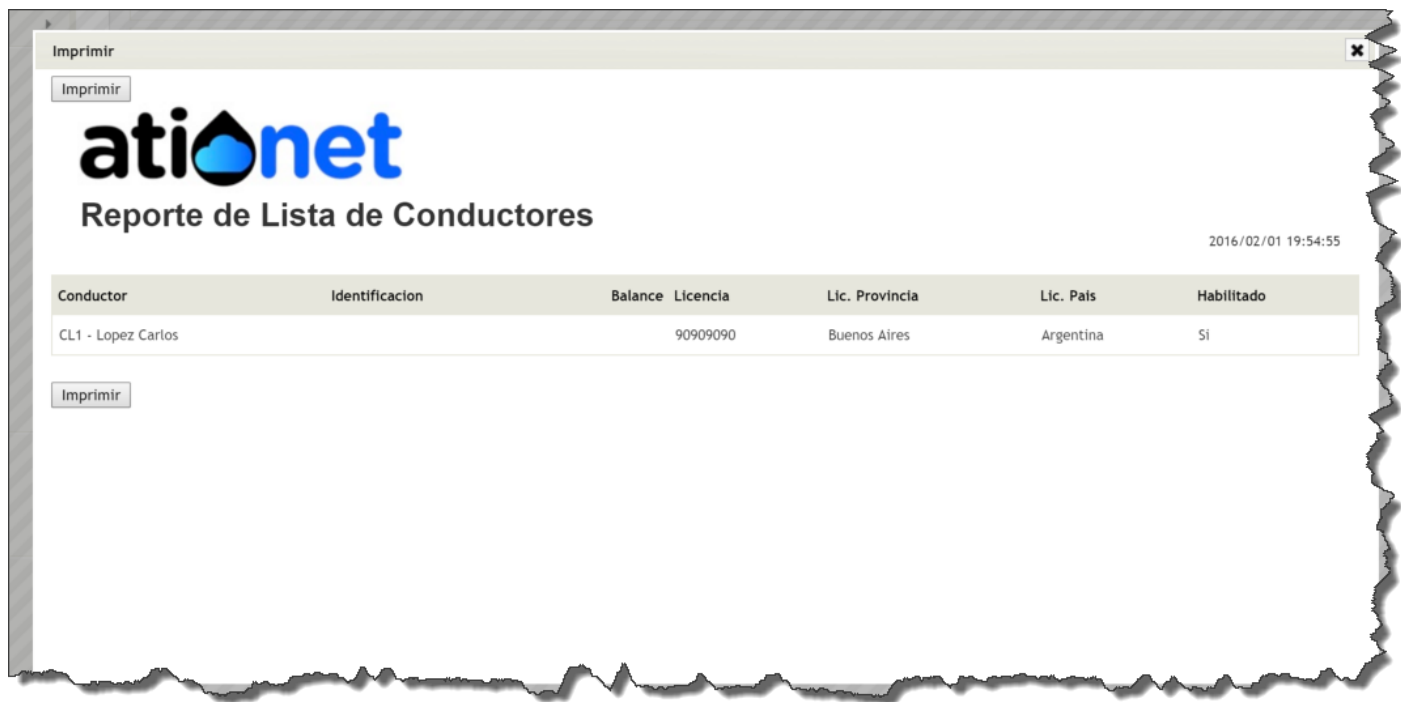 Imprimir
Imprimir
ationet
Reporte de Lista de Conductores
2016/02/01 19:54:55
Conductor Identificacion Balance Licencia Lic. Provincia Lic. Pais Habilitado
CL1 - Lopez Carlos 90909090 Buenos Aires Argentina Si
Imprimir